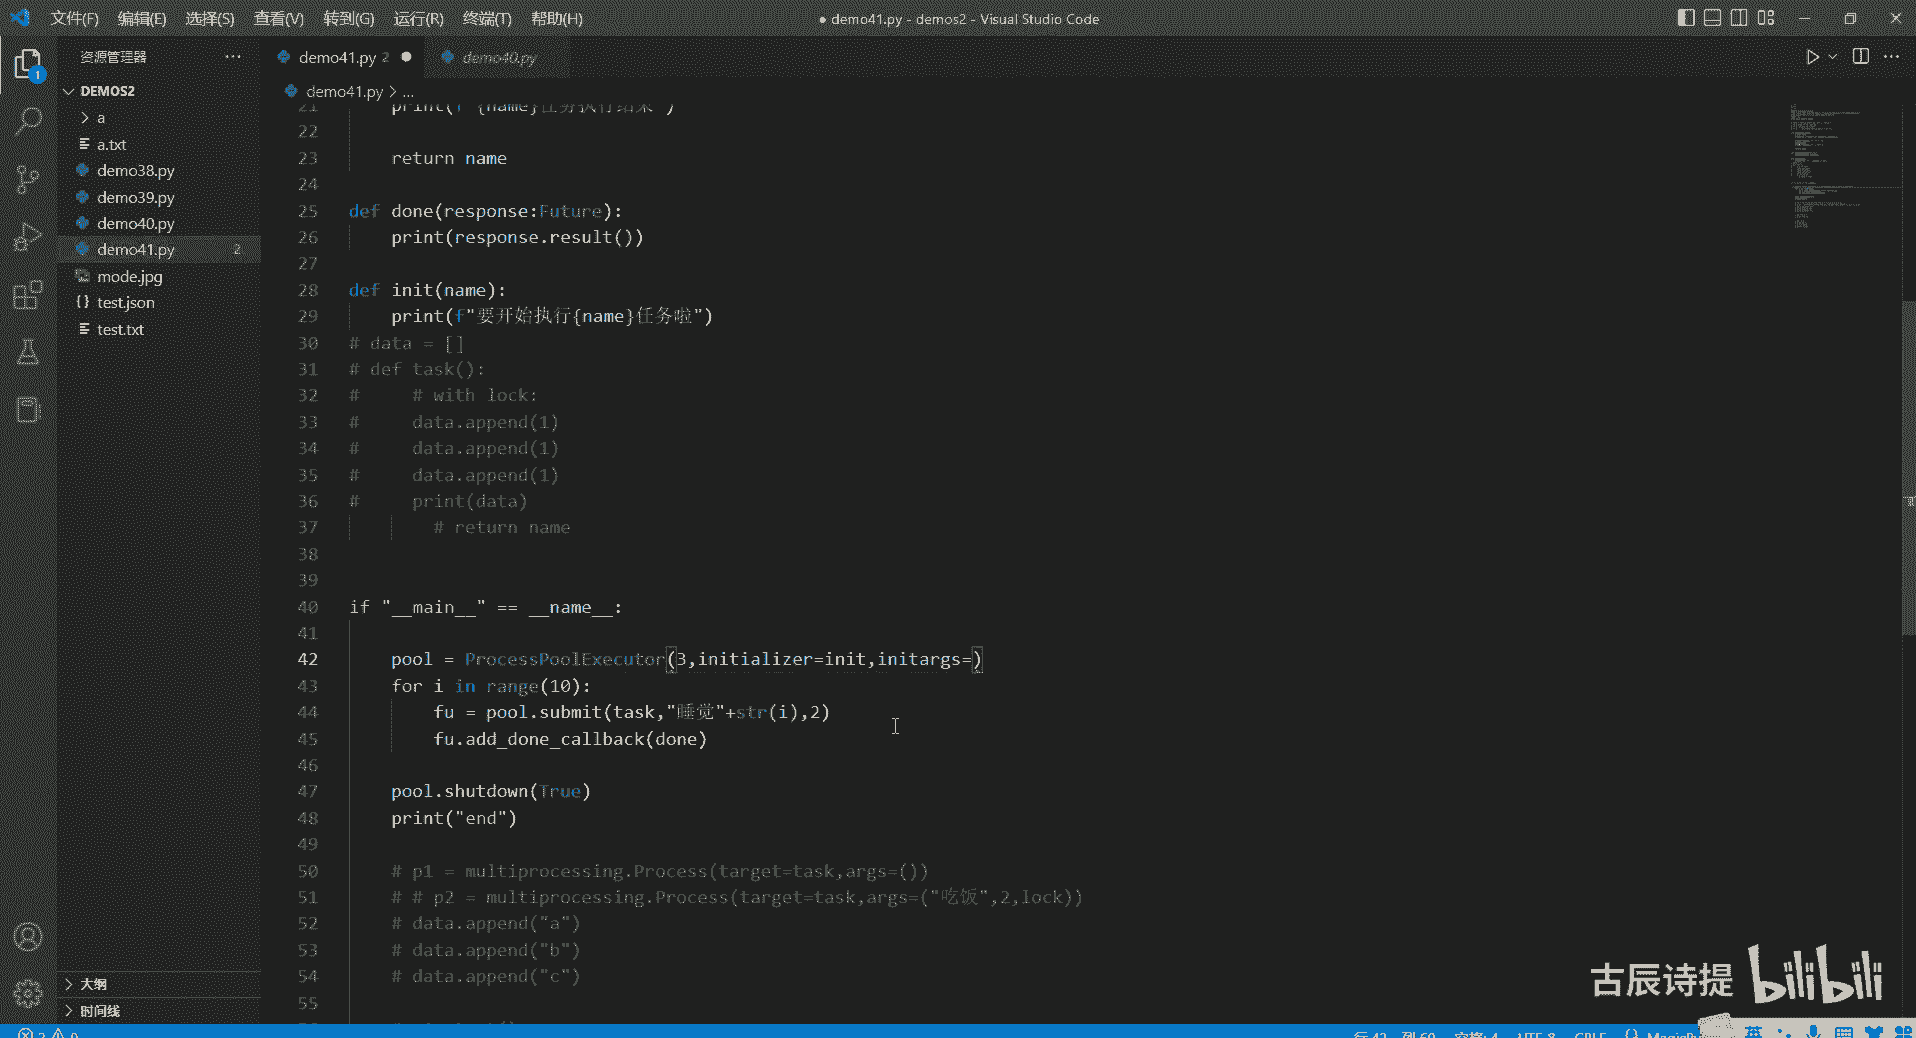 文件(F) 编辑(E) 选择(S) 查看(V) 转到(G) 运行(R) 终端(T) 帮助(H)
● demo41.py - demos2 - Visual Studio Code
资源管理器
demo41.py 2
demo40.py
1
DEMOS2
demo41.py > ...
a
a.txt
demo38.py
demo39.py
demo40.py
demo41.py 2
mode.jpg
{} test.json
test.txt
大纲
时间线
21 print(f"{name}任务执行结束")
22
23 return name
24
25 def done(response:Future):
26 print(response.result())
27
28 def init(name):
29 print(f"要开始执行{name}任务啦")
30 # data = []
31 # def task():
32 # # with lock:
33 # data.append(1)
34 # data.append(1)
35 # data.append(1)
36 # print(data)
37 # return name
38
39
40 if "__main__" == __name__:
41
42 pool = ProcessPoolExecutor(3,initializer=init,initargs=)
43 for i in range(10):
44 fu = pool.submit(task,"睡觉"+str(i),2)
45 fu.add_done_callback(done)
46
47 pool.shutdown(True)
48 print("end")
49
50 # p1 = multiprocessing.Process(target=task,args=())
51 # # p2 = multiprocessing.Process(target=task,args=("吃饭",2,lock))
52 # data.append("a")
53 # data.append("b")
54 # data.append("c")
55
古辰诗提 bilibili
行 42, 列 60 空格: 4 UTF-8 CRLF {}
英